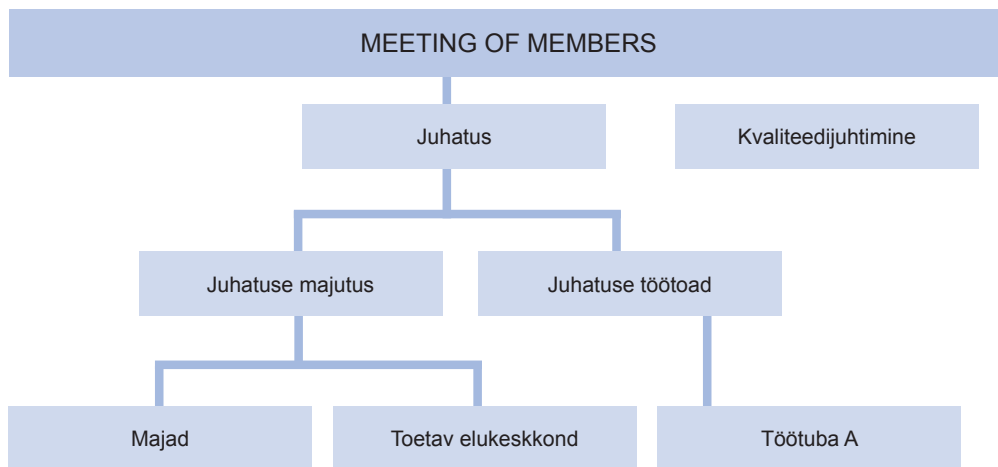 MEETING OF MEMBERS
Juhatus
Kvaliteedijuhtimine
Juhatuse majutus
Juhatuse töötoad
Majad
Toetav elukeskkond
Töötuba A